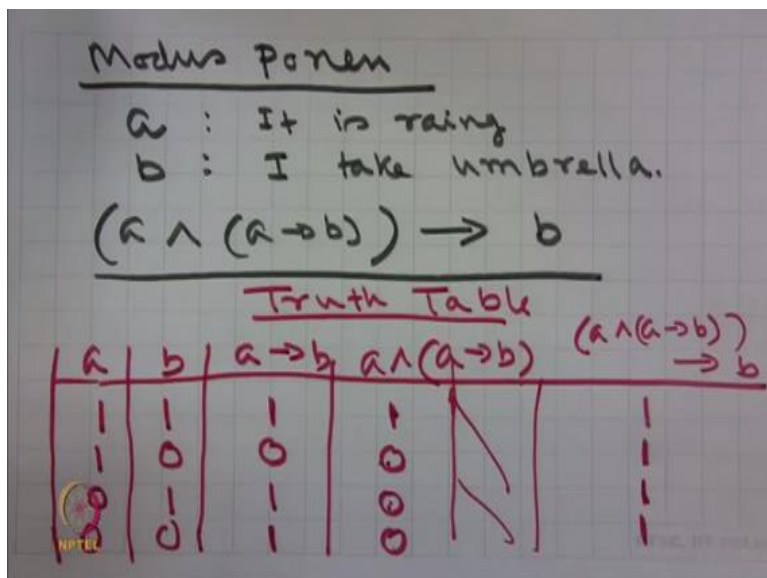 Modus Ponen
a : It is raing
b : I take umbrella.
(a ∧ (a → b)) → b
Truth Table
a b a → b a ∧ (a → b) (a ∧ (a → b)) → b
1 1 1 1 1
1 0 0 0 1
0 1 1 0 1
0 0 1 0 1
NPTEL